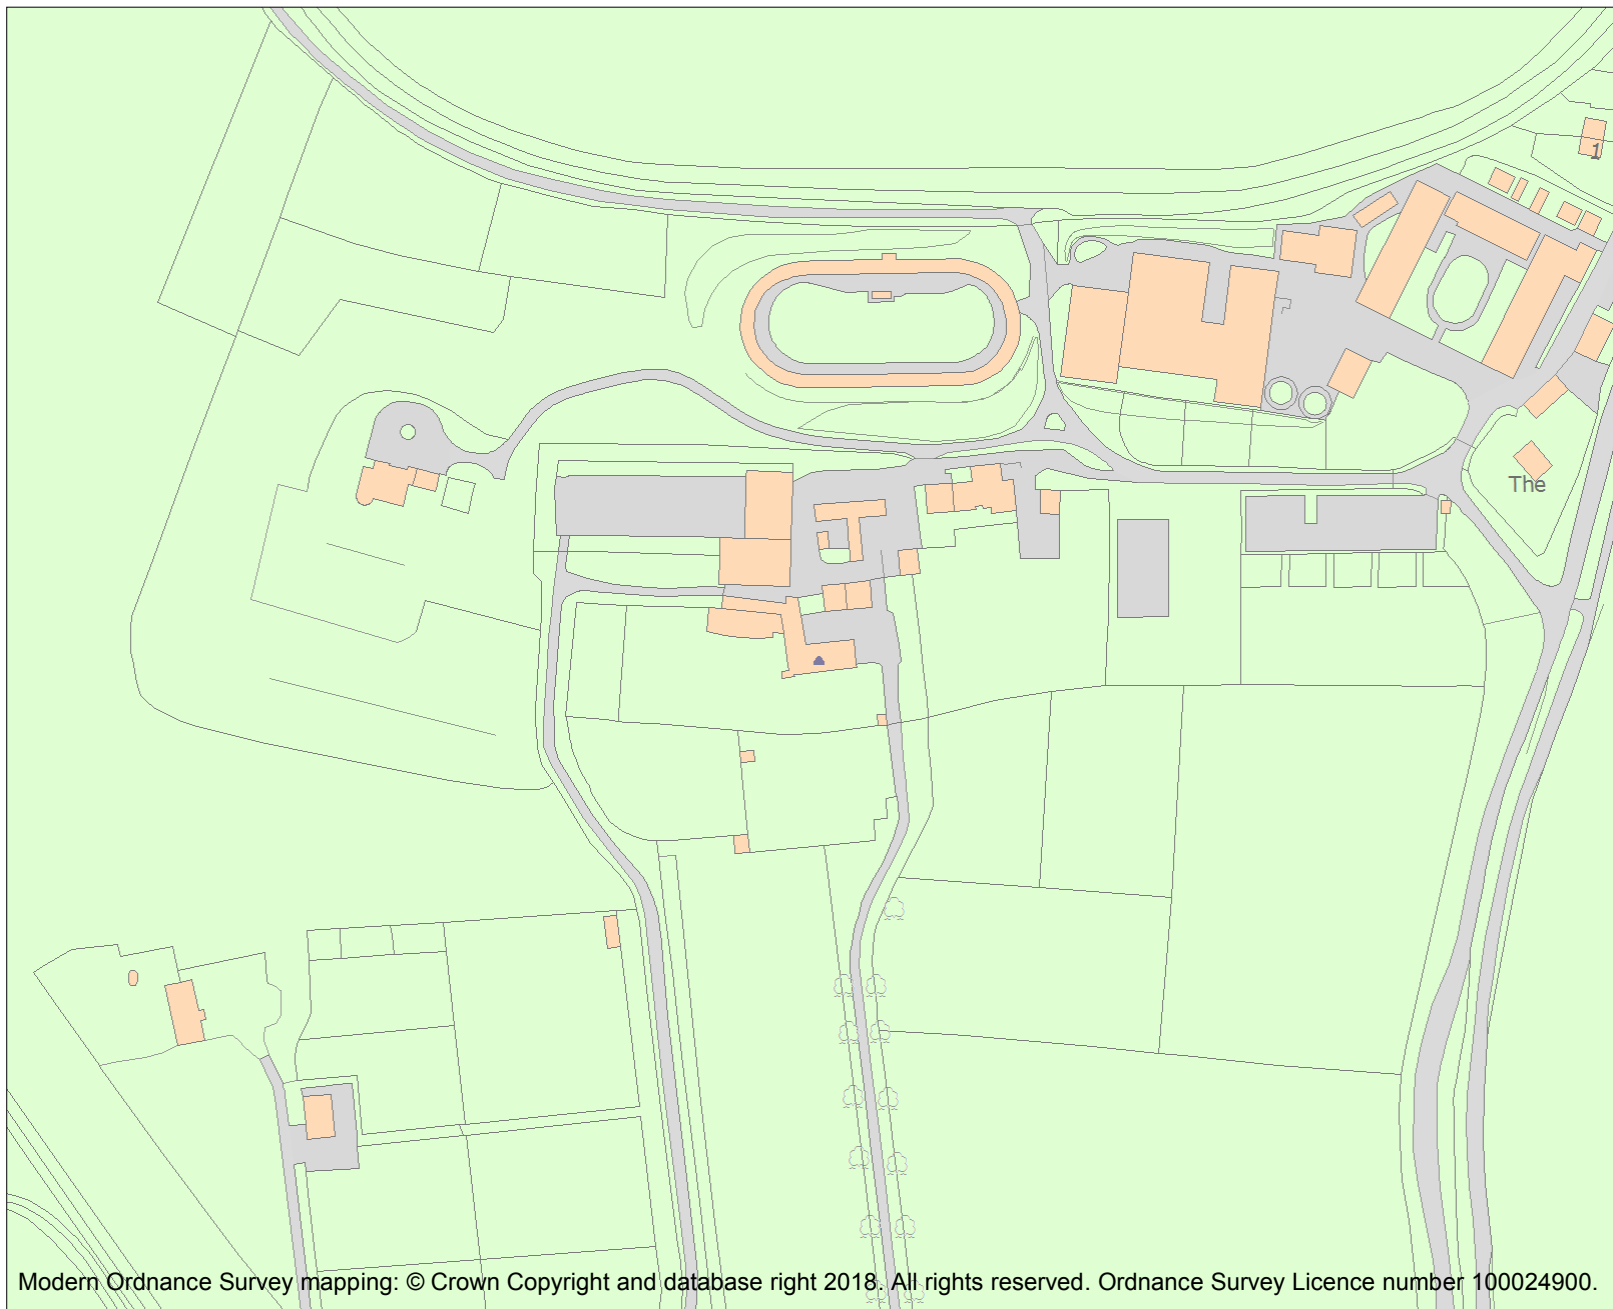 1
The
Modern Ordnance Survey mapping: © Crown Copyright and database right 2018. All rights reserved. Ordnance Survey Licence number 100024900.